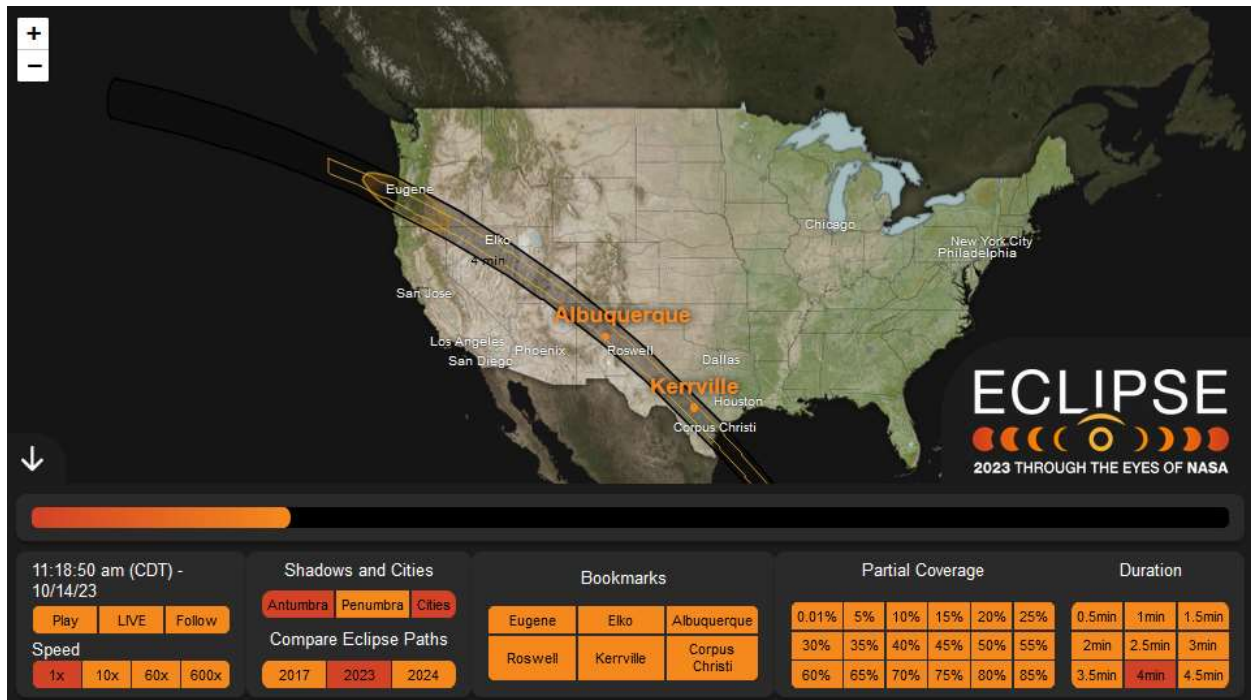 +
−
Eugene
Chicago
New York City
Philadelphia
Elko
4 min
San Jose
Albuquerque
Los Angeles
Phoenix
Roswell
San Diego
Dallas
Kerrville
Houston
Corpus Christi
ECLIPSE
2023 THROUGH THE EYES OF NASA
11:18:50 am (CDT) -
10/14/23
Play LIVE Follow
Speed
1x 10x 60x 600x
Shadows and Cities
Antumbra Penumbra Cities
Compare Eclipse Paths
2017 2023 2024
Bookmarks
Eugene Elko Albuquerque
Roswell Kerrville Corpus
Christi
Partial Coverage
0.01% 5% 10% 15% 20% 25%
30% 35% 40% 45% 50% 55%
60% 65% 70% 75% 80% 85%
Duration
0.5min 1min 1.5min
2min 2.5min 3min
3.5min 4min 4.5min